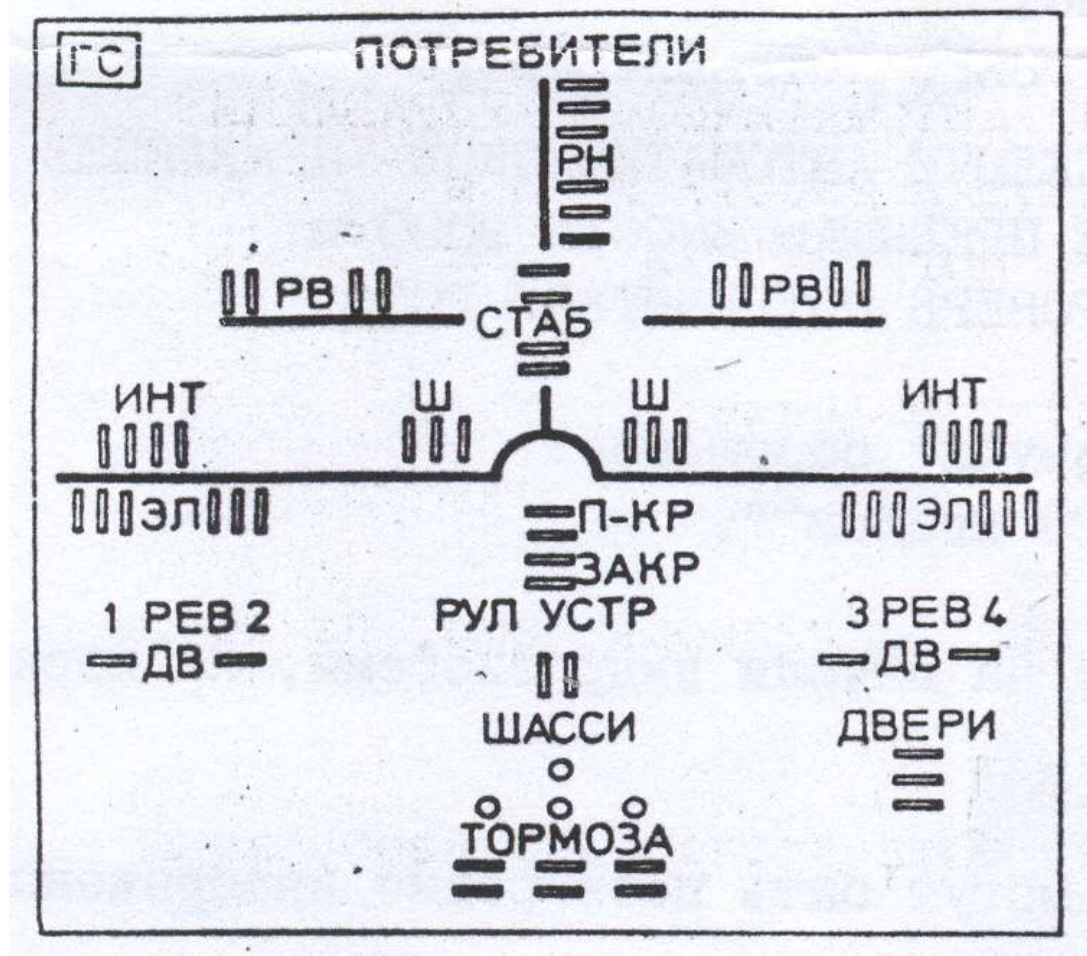 ГС ПОТРЕБИТЕЛИ
РН
РВ РВ
СТАБ
ИНТ Ш Ш ИНТ
ЭЛ ЭЛ
П-КР
ЗАКР
1 РЕВ 2 РУЛ УСТР 3 РЕВ 4
ДВ ДВ
ШАССИ ДВЕРИ
ТОРМОЗА